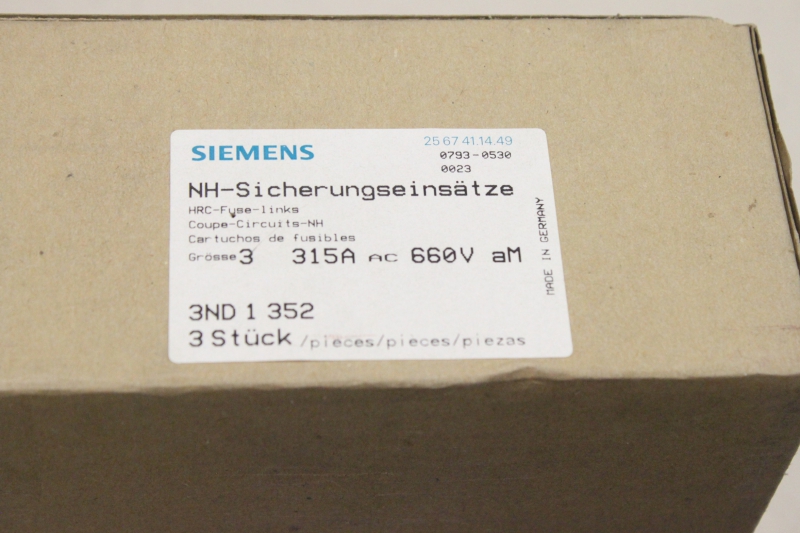 SIEMENS
25 67 41.14.49
0793-0530
0023
NH-Sicherungseinsätze
HRC-Fuse-links
Coupe-Circuits-NH
Cartuchos de fusibles
Grösse 3 315A AC 660V aM
MADE IN GERMANY
3ND 1 352
3 Stück /pièces/pieces/piezas